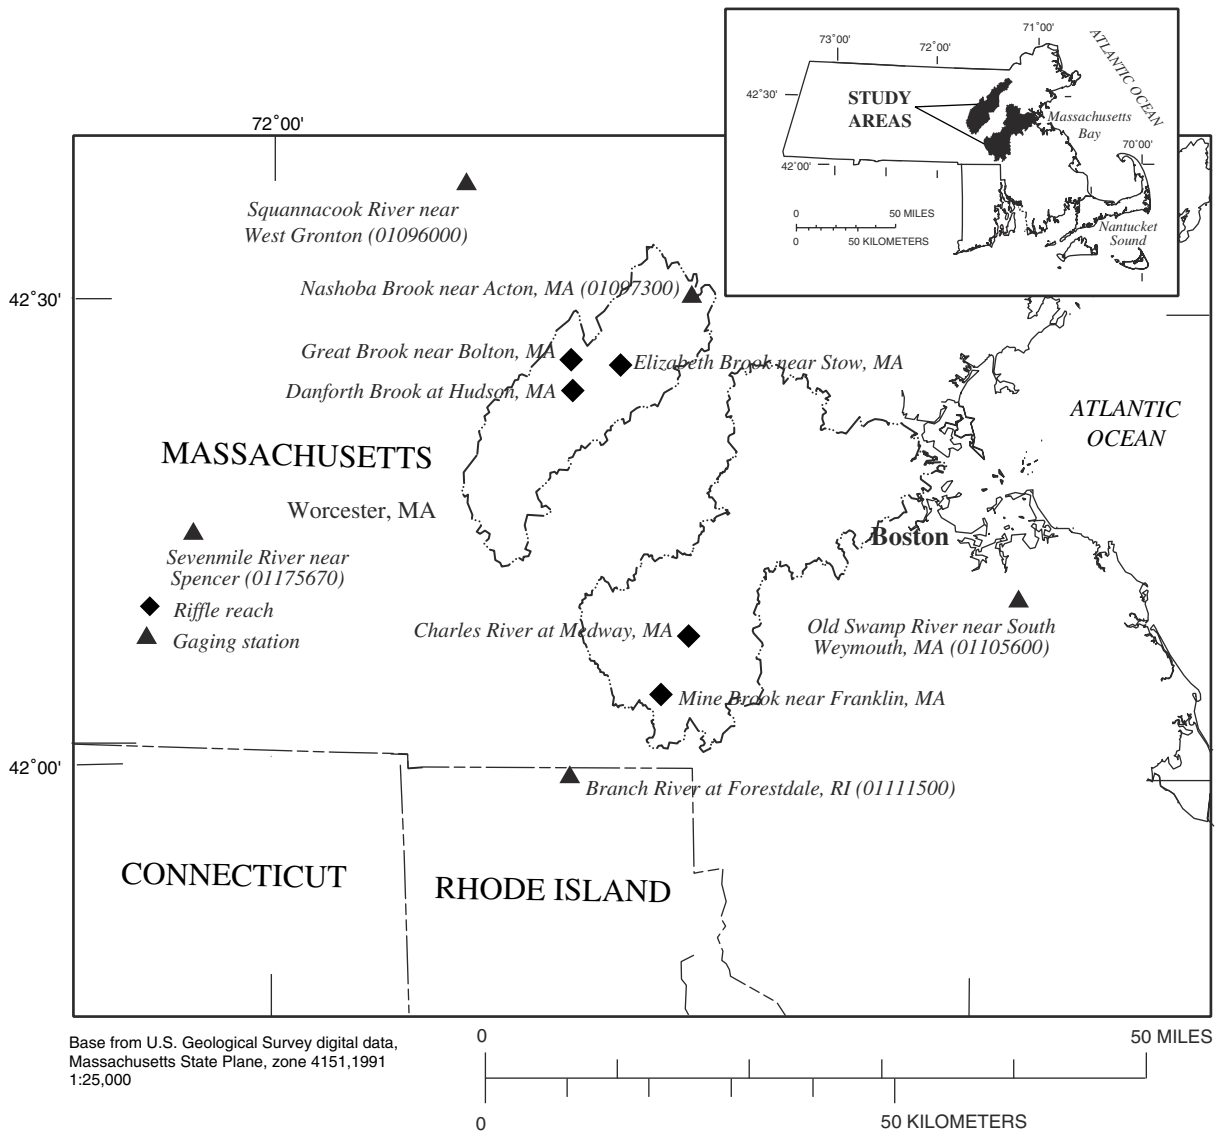 73°00'
72°00'
71°00'
ATLANTIC OCEAN
42°30'
STUDY
AREAS
Massachusetts
Bay
70°00'
42°00'
0
50 MILES
0
50 KILOMETERS
Nantucket
Sound
72°00'
Squannacook River near
West Gronton (01096000)
42°30'
Nashoba Brook near Acton, MA (01097300)
Great Brook near Bolton, MA
Elizabeth Brook near Stow, MA
Danforth Brook at Hudson, MA
ATLANTIC
OCEAN
MASSACHUSETTS
Worcester, MA
Boston
Sevenmile River near
Spencer (01175670)
Riffle reach
Gaging station
Charles River at Medway, MA
Old Swamp River near South
Weymouth, MA (01105600)
Mine Brook near Franklin, MA
42°00'
Branch River at Forestdale, RI (01111500)
CONNECTICUT
RHODE ISLAND
Base from U.S. Geological Survey digital data,
Massachusetts State Plane, zone 4151,1991
1:25,000
0
50 MILES
0
50 KILOMETERS